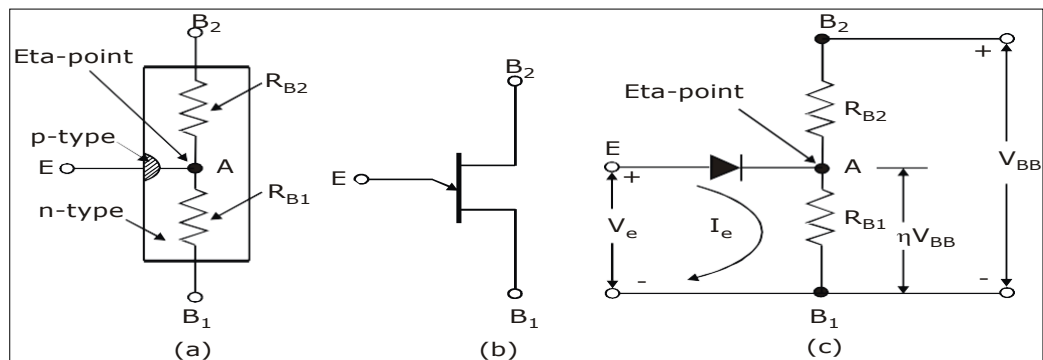 B2
Eta-point
RB2
p-type
E
A
n-type
RB1
B1
(a)
B2
E
B1
(b)
B2
+
Eta-point
RB2
E
+
A
VBB
Ve
Ie
RB1
ηVBB
-
-
B1
(c)